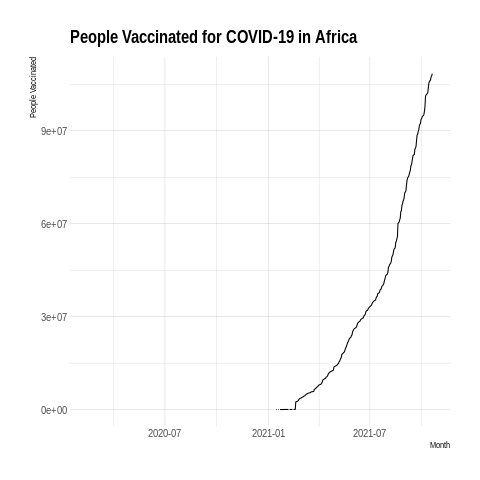 People Vaccinated for COVID-19 in Africa
People Vaccinated
9e+07
6e+07
3e+07
0e+00
2020-07
2021-01
2021-07
Month